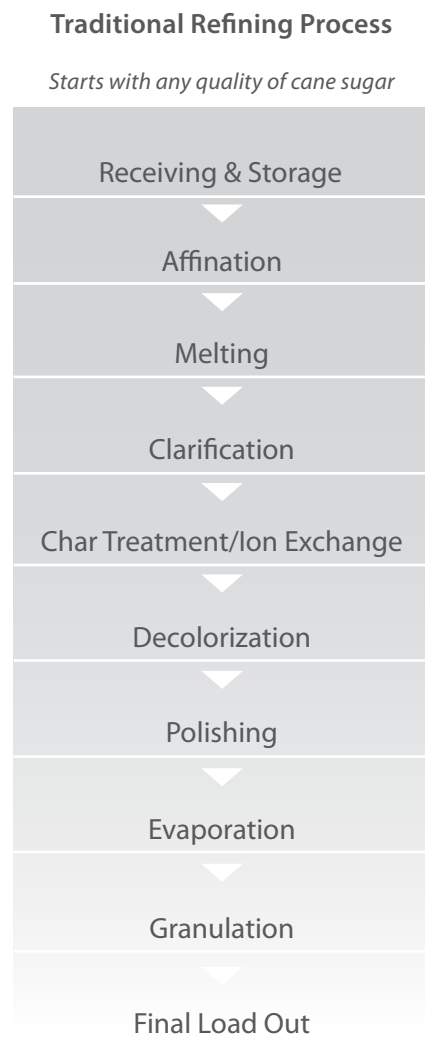 Traditional Refining Process
Starts with any quality of cane sugar
Receiving & Storage
Affination
Melting
Clarification
Char Treatment/Ion Exchange
Decolorization
Polishing
Evaporation
Granulation
Final Load Out